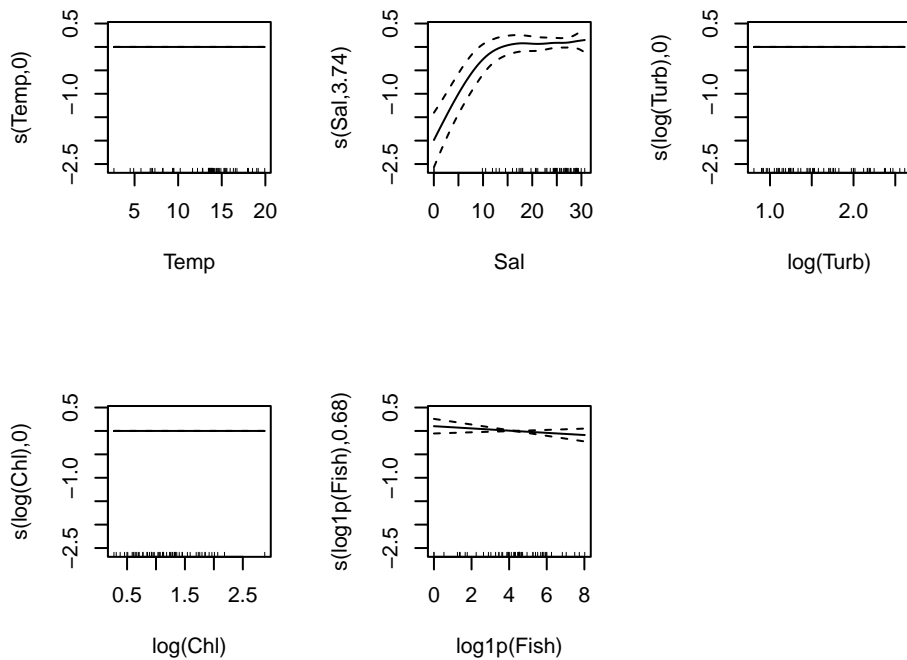 s(Temp,0)
0.5
−1.0
−2.5
5 10 15 20
Temp
s(Sal,3.74)
0.5
−1.0
−2.5
0 10 20 30
Sal
s(log(Turb),0)
0.5
−1.0
−2.5
1.0 2.0
log(Turb)
s(log(Chl),0)
0.5
−1.0
−2.5
0.5 1.5 2.5
log(Chl)
s(log1p(Fish),0.68)
0.5
−1.0
−2.5
0 2 4 6 8
log1p(Fish)